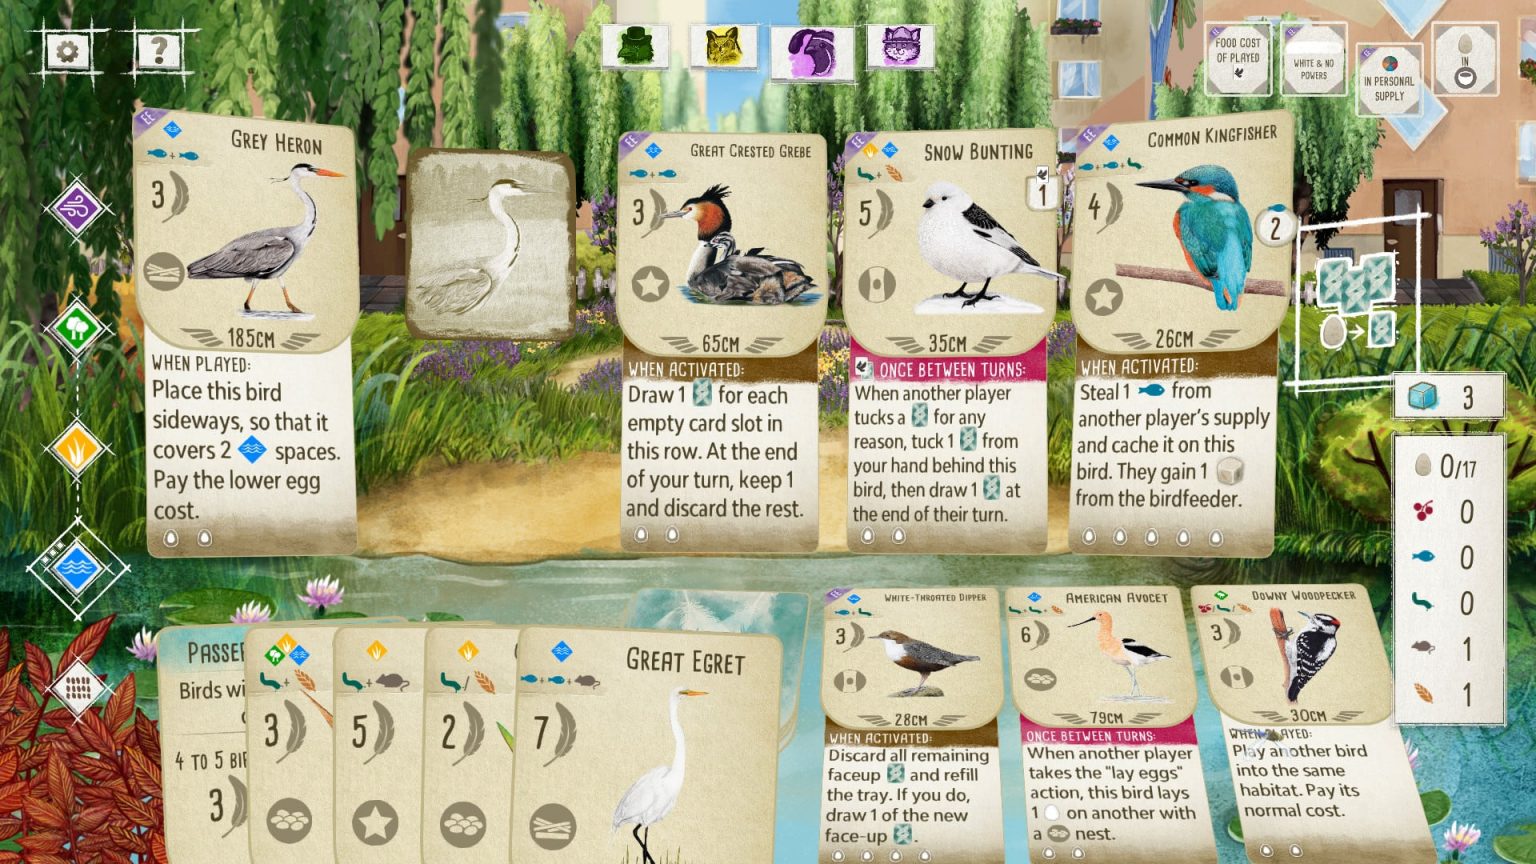 ?
FOOD COST
OF PLAYED
WHITE & NO
POWERS
IN PERSONAL
SUPPLY
IN
EE
GREY HERON
+
3
185CM
WHEN PLAYED:
Place this bird
sideways, so that it
covers 2 spaces.
Pay the lower egg
cost.
EE
GREAT CRESTED GREBE
+
3
65CM
WHEN ACTIVATED:
Draw 1 for each
empty card slot in
this row. At the end
of your turn, keep 1
and discard the rest.
EE
SNOW BUNTING
+
1
5
35CM
ONCE BETWEEN TURNS:
When another player
tucks a for any
reason, tuck 1 from
your hand behind this
bird, then draw 1 at
the end of their turn.
EE
COMMON KINGFISHER
+ +
4
2
26CM
WHEN ACTIVATED:
Steal 1 from
another player's supply
and cache it on this
bird. They gain 1
from the birdfeeder.
3
0/17
0
0
0
1
1
Birds
4 TO 5
3
+
3
+
5
/
2
GREAT EGRET
+ +
7
EE
WHITE-THROATED DIPPER
+
3
28CM
WHEN ACTIVATED:
Discard all remaining
faceup and refill
the tray. If you do,
draw 1 of the new
face-up .
EE
AMERICAN AVOCET
6
79CM
ONCE BETWEEN TURNS:
When another player
takes the "lay eggs"
action, this bird lays
1 on another with
a nest.
EE
DOWNY WOODPECKER
3
30CM
WHEN PLAYED:
Play another bird
into the same
habitat. Pay its
normal cost.